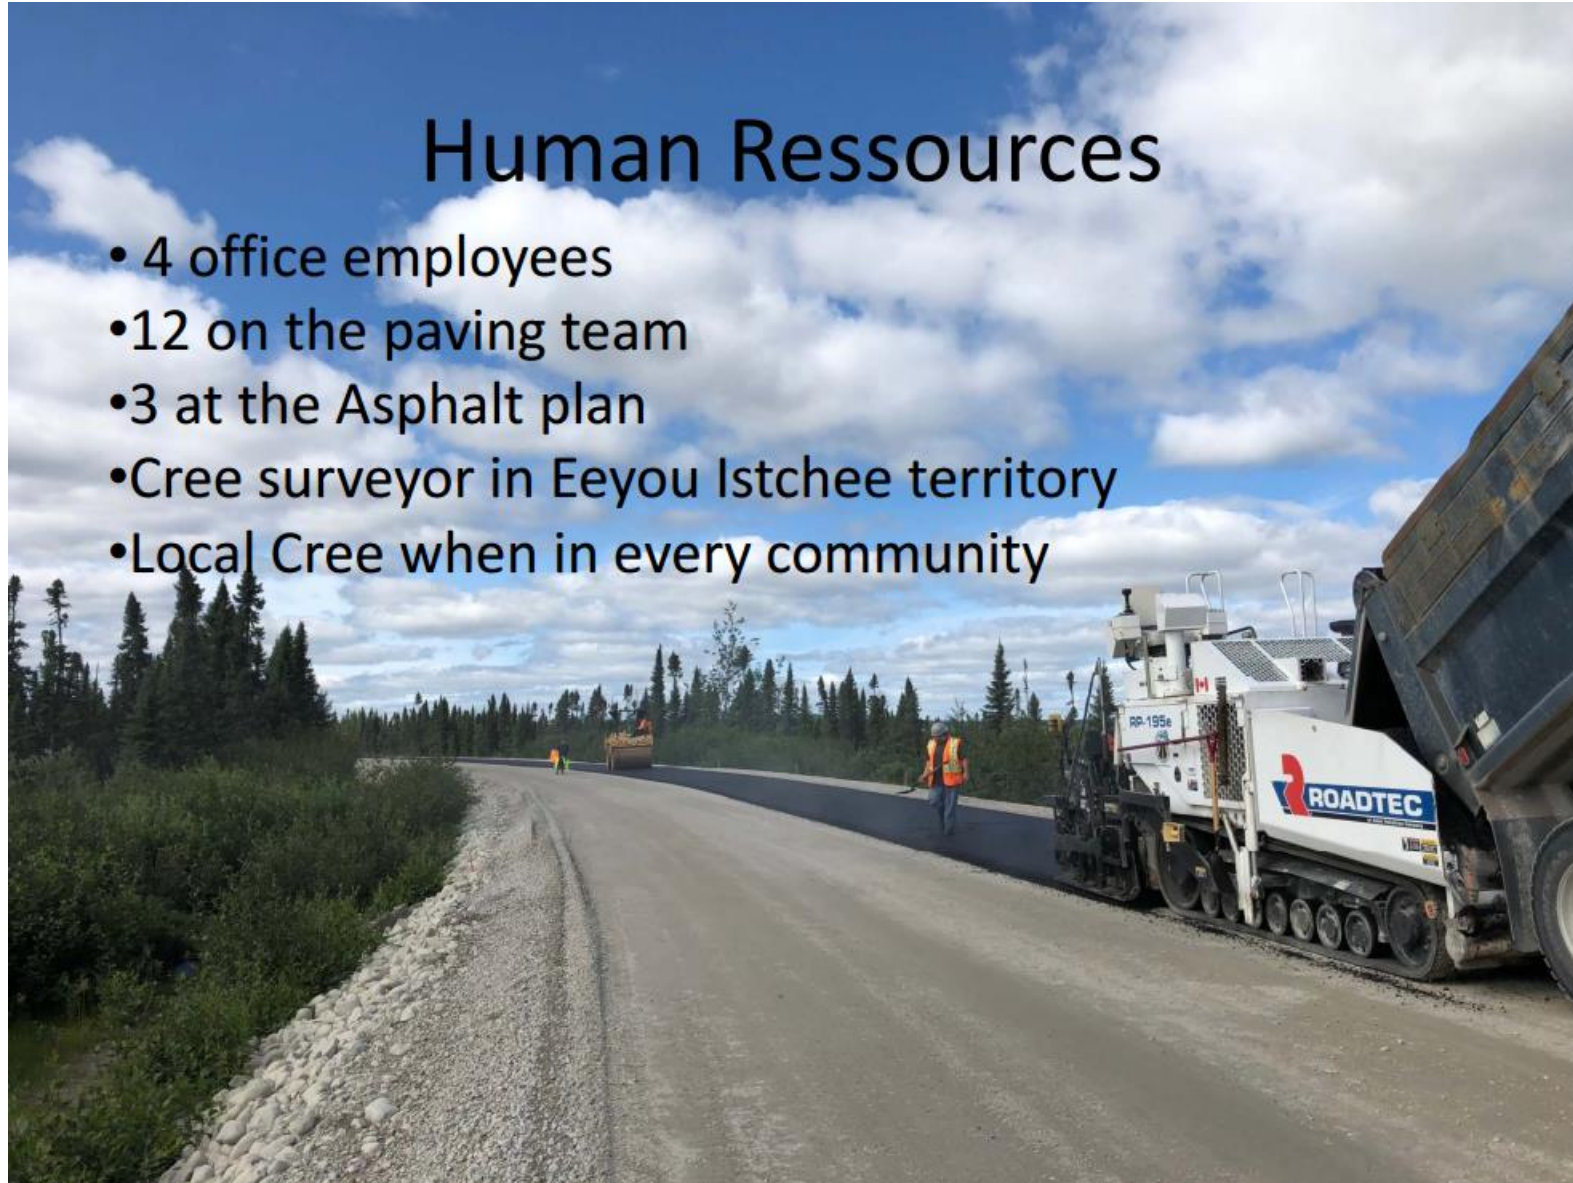 Human Ressources
• 4 office employees
•12 on the paving team
•3 at the Asphalt plan
•Cree surveyor in Eeyou Istchee territory
•Local Cree when in every community
RP-195e
ROADTEC